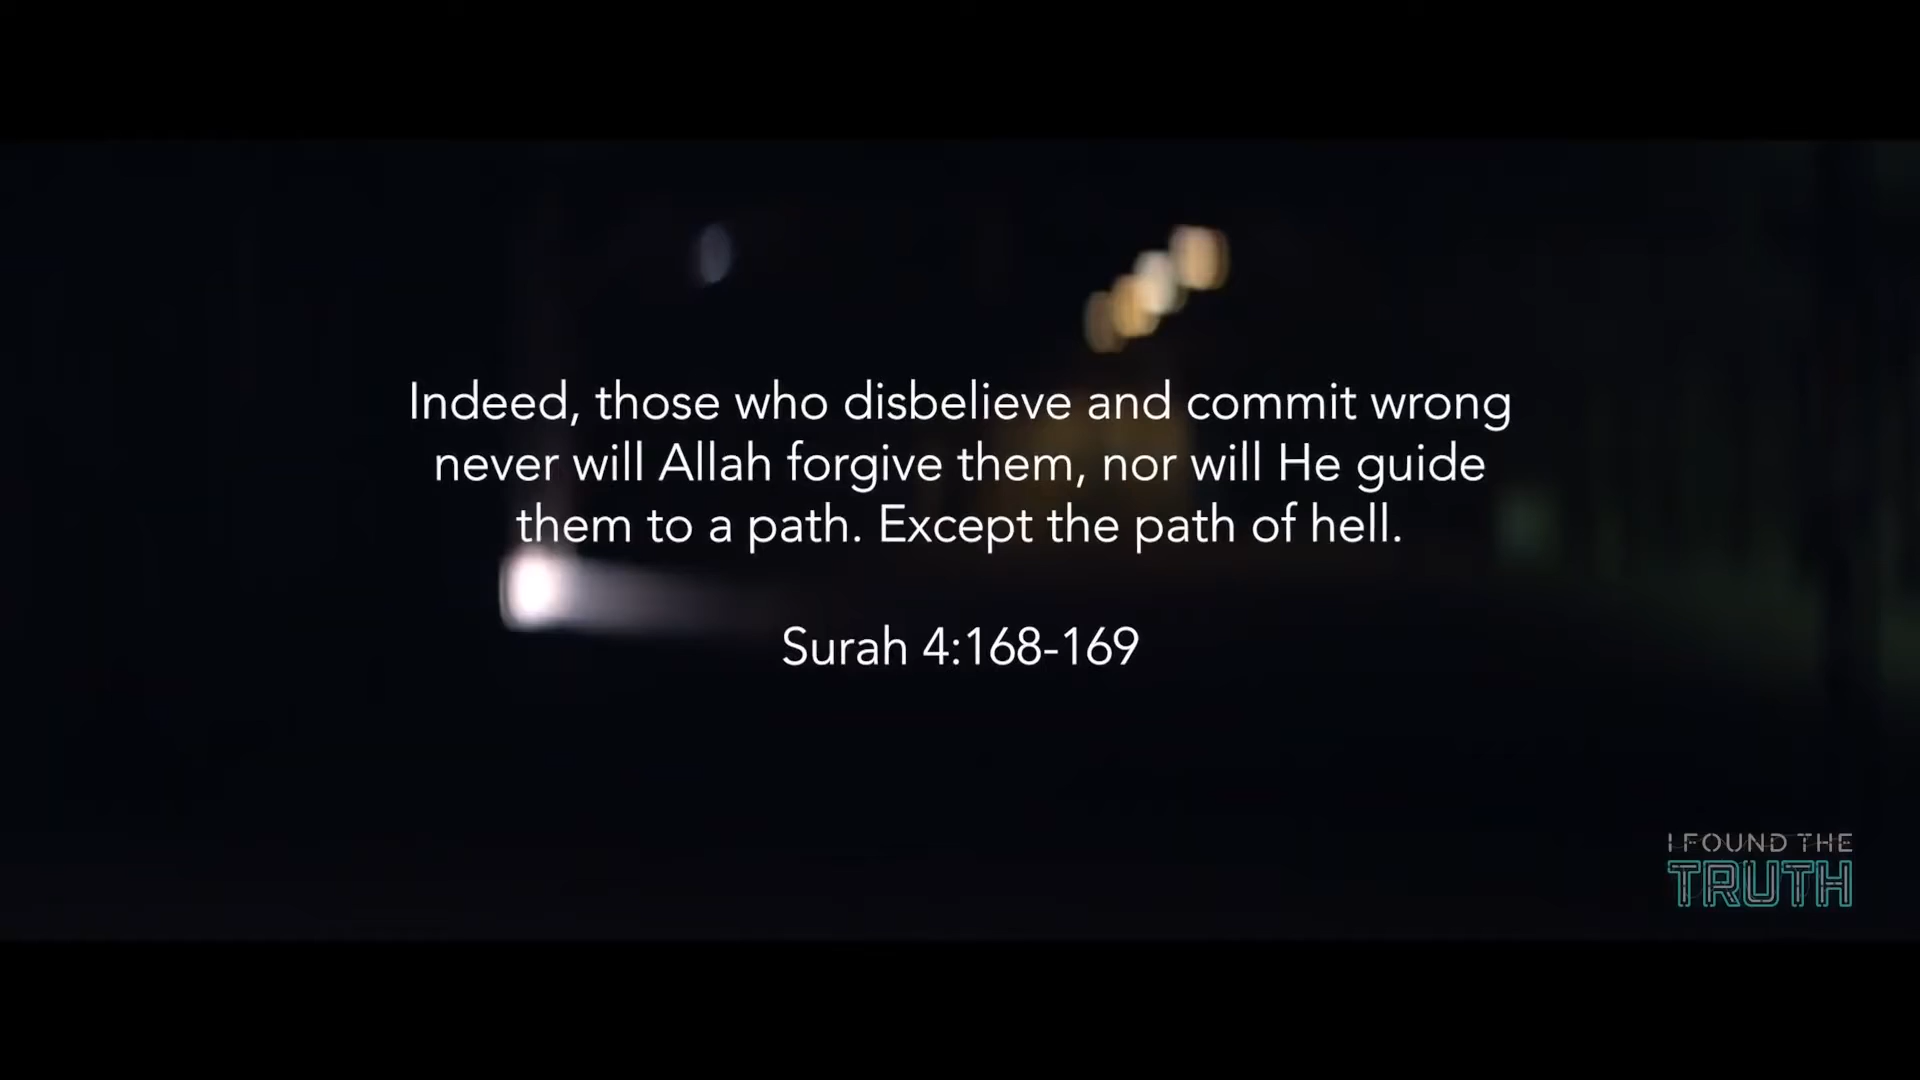 Indeed, those who disbelieve and commit wrong
never will Allah forgive them, nor will He guide
them to a path. Except the path of hell.
Surah 4:168-169
I FOUND THE
TRUTH